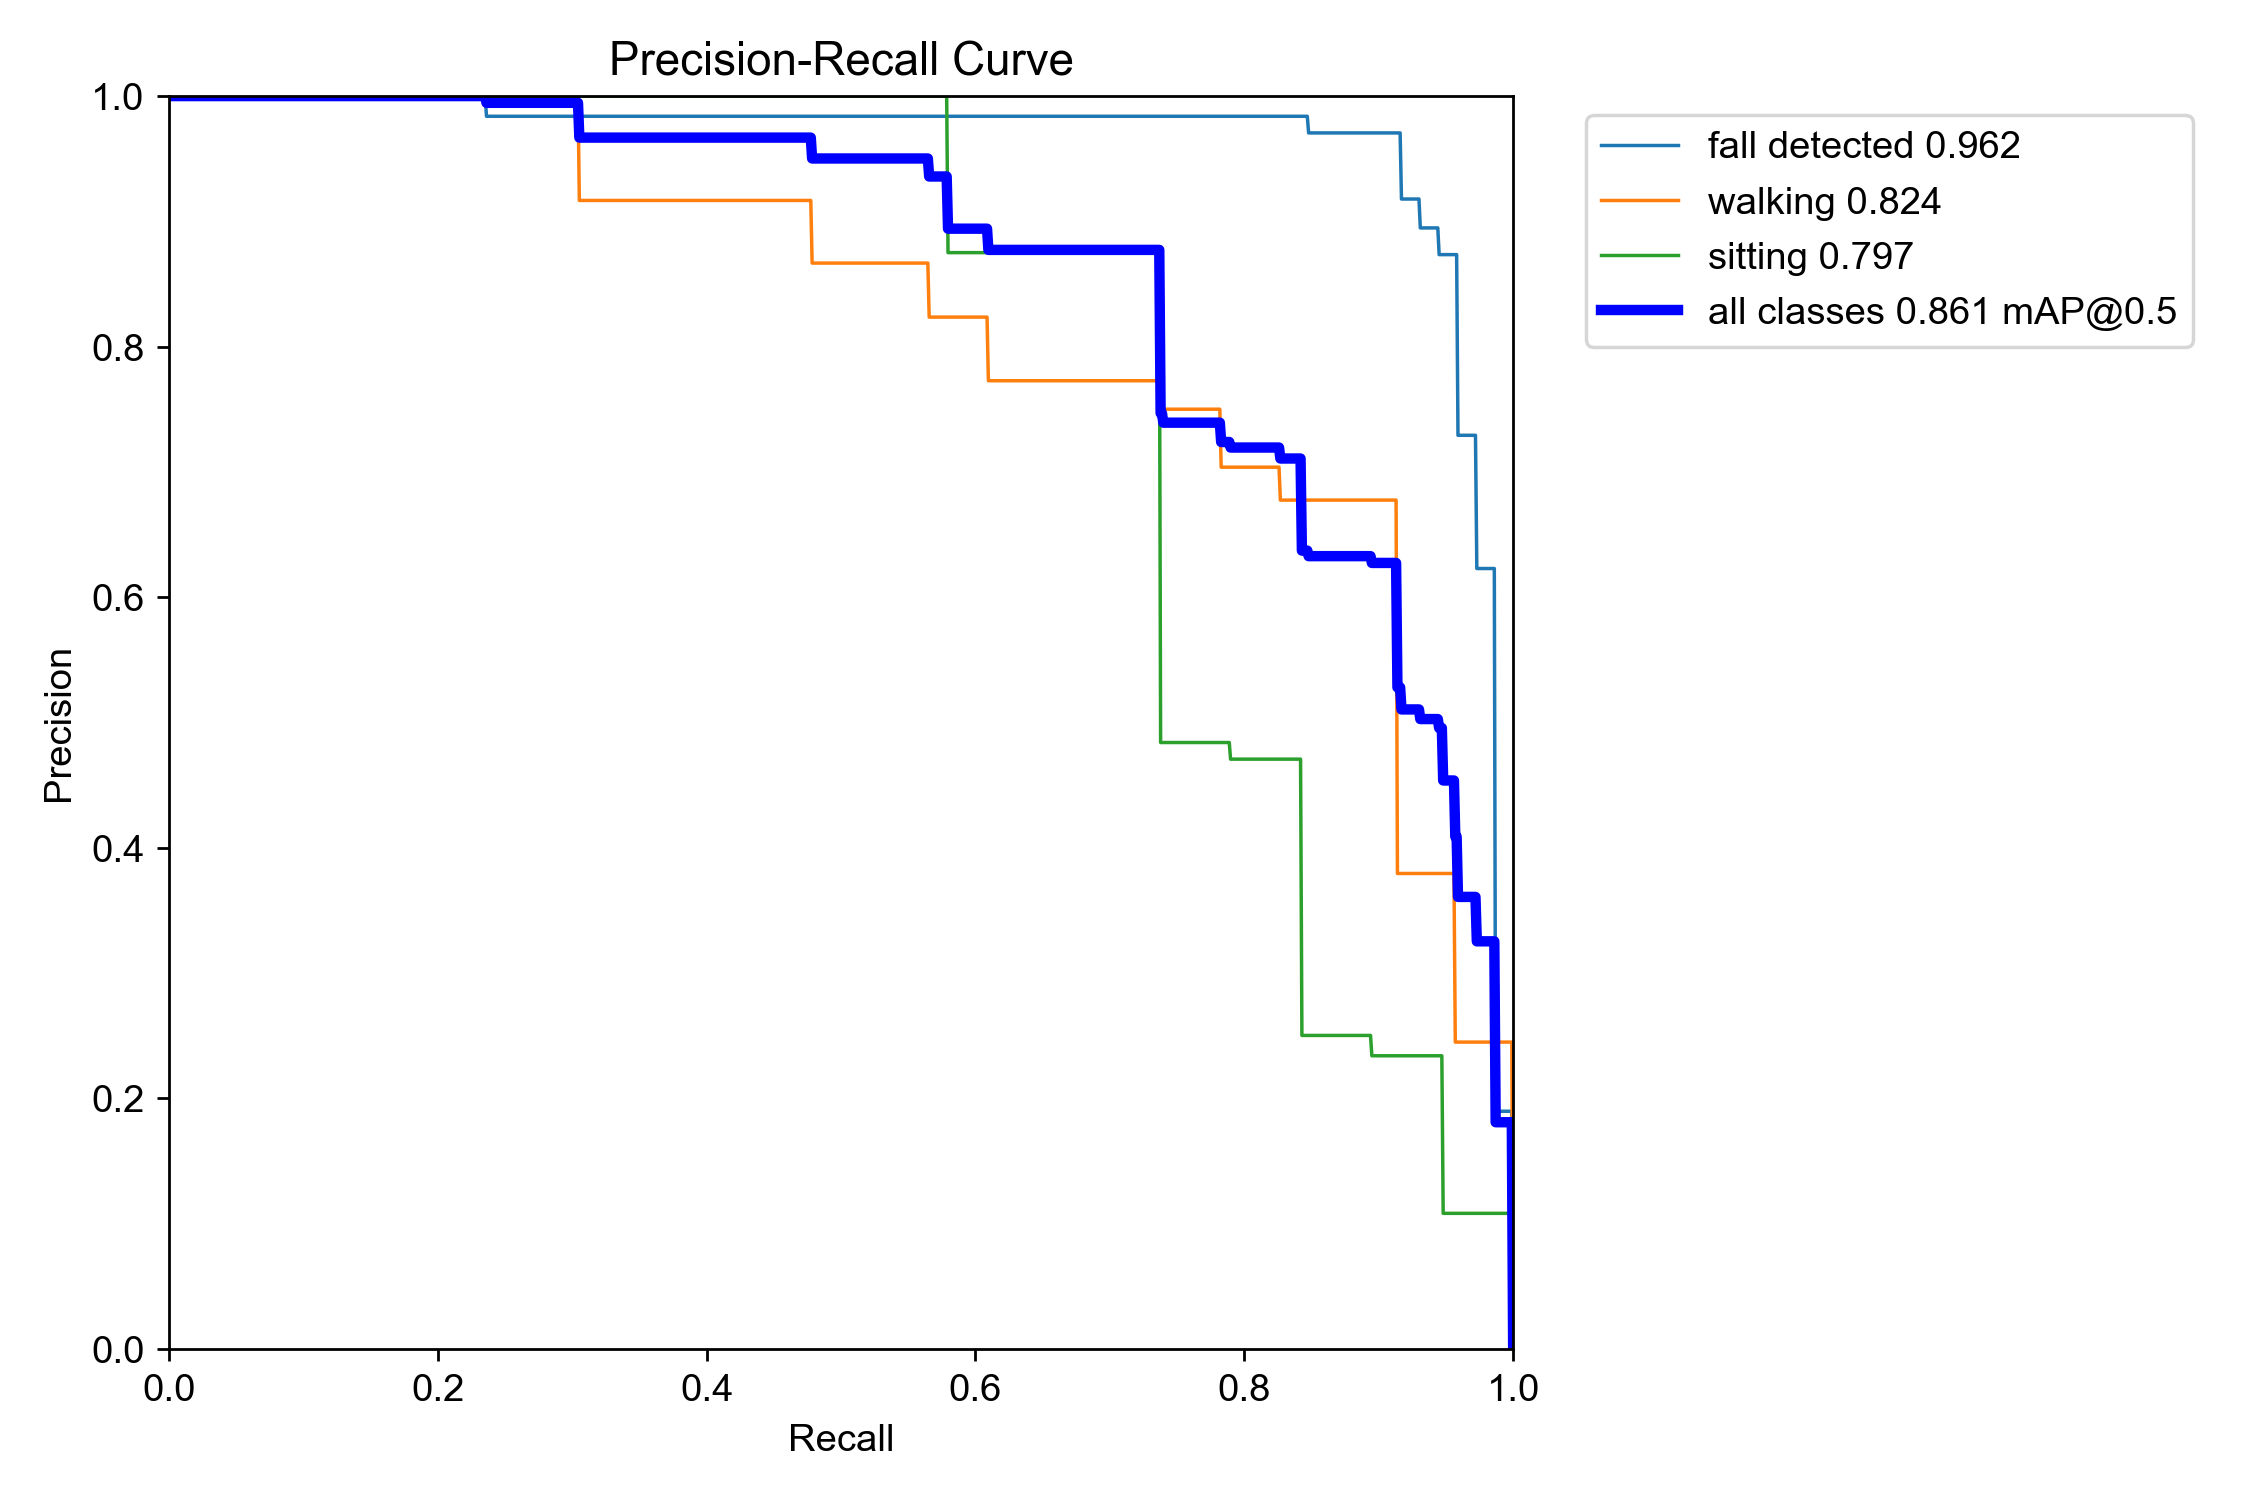 Precision-Recall Curve
1.0
0.8
0.6
0.4
0.2
0.0
Precision
0.0 0.2 0.4 0.6 0.8 1.0
Recall
fall detected 0.962
walking 0.824
sitting 0.797
all classes 0.861 mAP@0.5